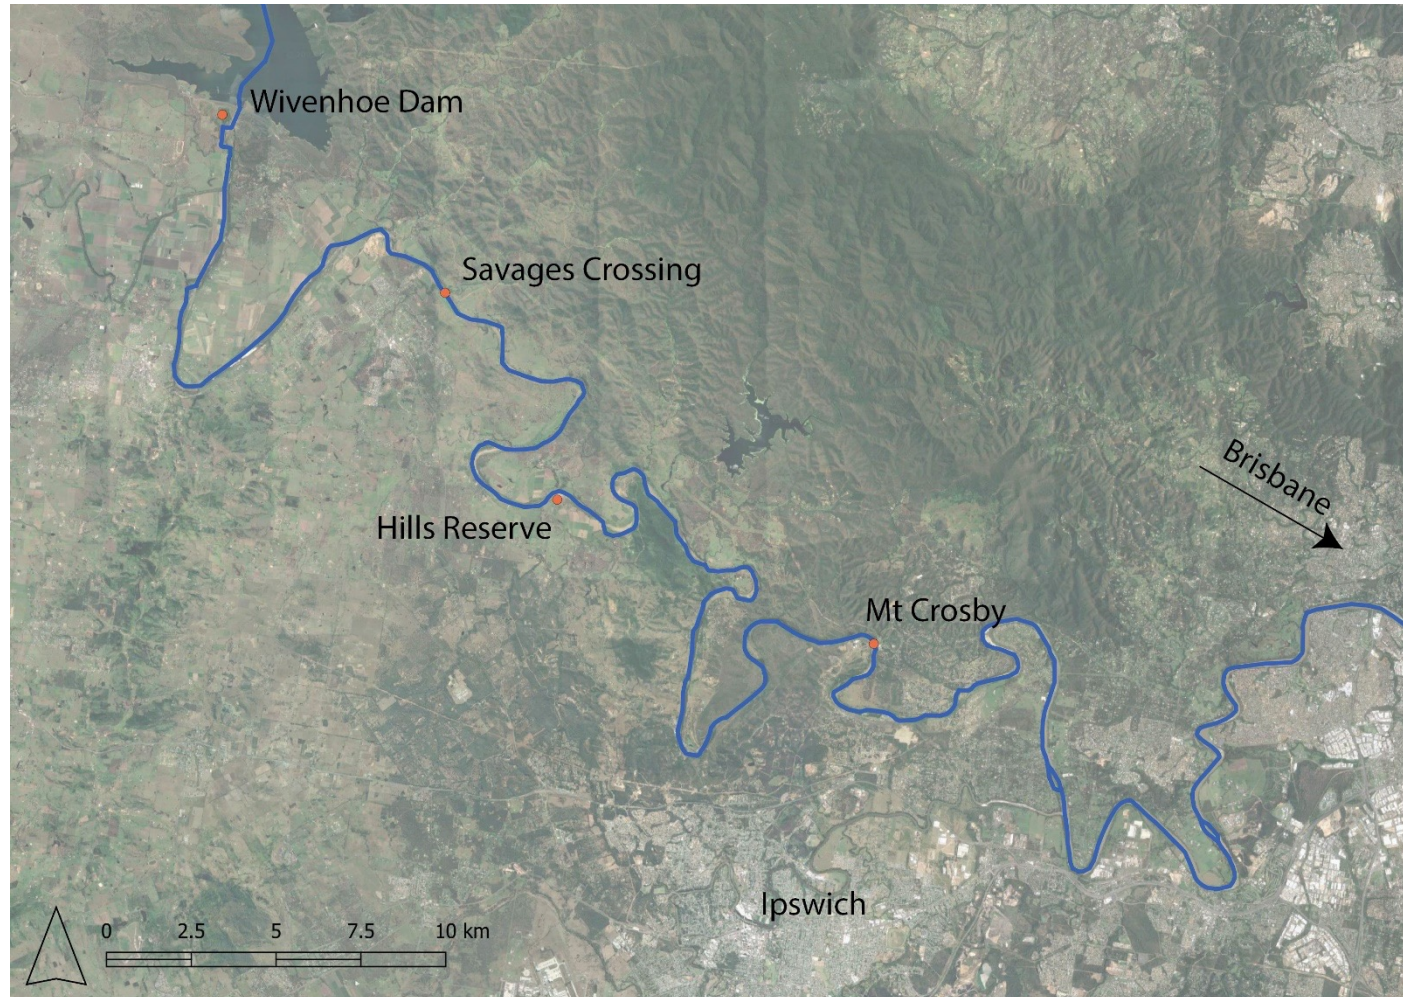 Wivenhoe Dam
Savages Crossing
Brisbane
Hills Reserve
Mt Crosby
Ipswich
0 2.5 5 7.5 10 km